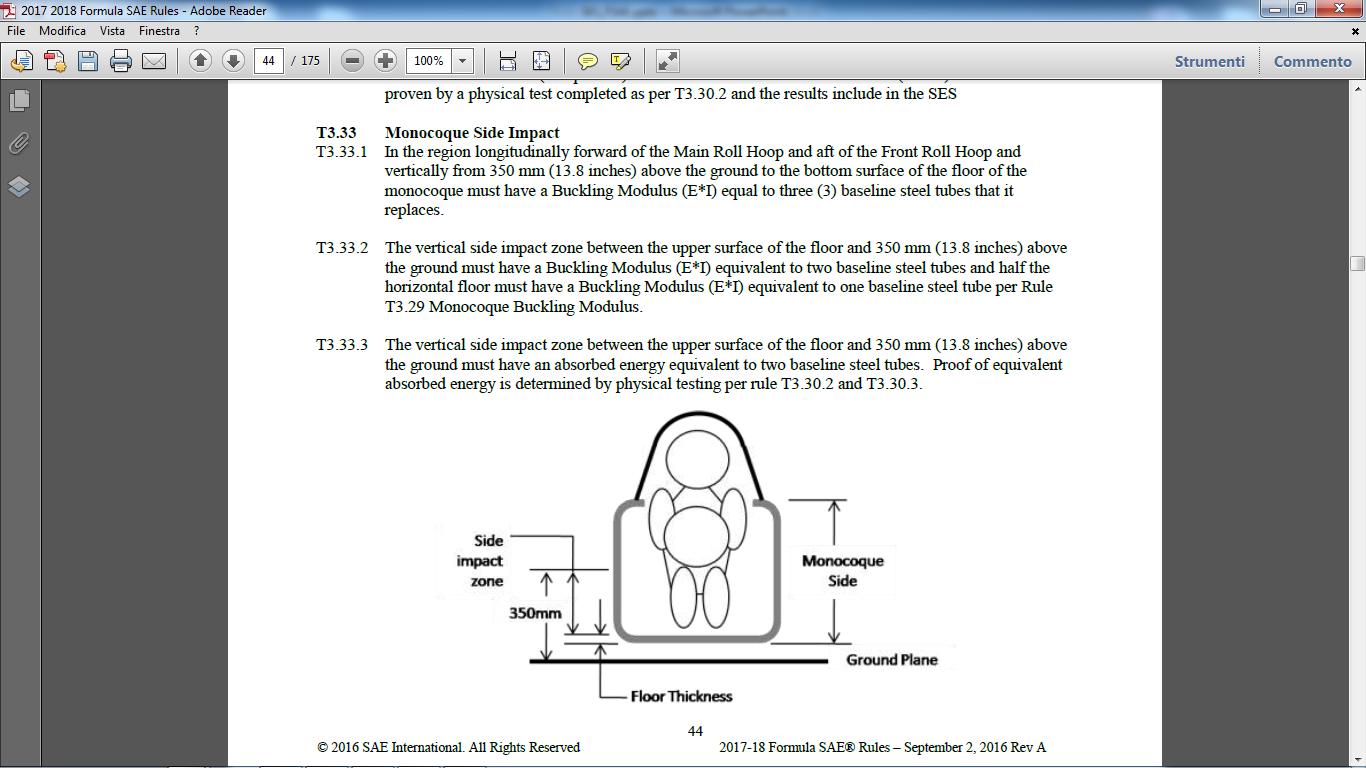 2017 2018 Formula SAE Rules - Adobe Reader
File Modifica Vista Finestra ?
44 / 175 100% Strumenti Commento
proven by a physical test completed as per T3.30.2 and the results include in the SES
T3.33 Monocoque Side Impact
T3.33.1 In the region longitudinally forward of the Main Roll Hoop and aft of the Front Roll Hoop and
vertically from 350 mm (13.8 inches) above the ground to the bottom surface of the floor of the
monocoque must have a Buckling Modulus (E*I) equal to three (3) baseline steel tubes that it
replaces.
T3.33.2 The vertical side impact zone between the upper surface of the floor and 350 mm (13.8 inches) above
the ground must have a Buckling Modulus (E*I) equivalent to two baseline steel tubes and half the
horizontal floor must have a Buckling Modulus (E*I) equivalent to one baseline steel tube per Rule
T3.29 Monocoque Buckling Modulus.
T3.33.3 The vertical side impact zone between the upper surface of the floor and 350 mm (13.8 inches) above
the ground must have an absorbed energy equivalent to two baseline steel tubes. Proof of equivalent
absorbed energy is determined by physical testing per rule T3.30.2 and T3.30.3.
Side
impact
zone
350mm
Monocoque
Side
Ground Plane
Floor Thickness
44
© 2016 SAE International. All Rights Reserved 2017-18 Formula SAE® Rules – September 2, 2016 Rev A